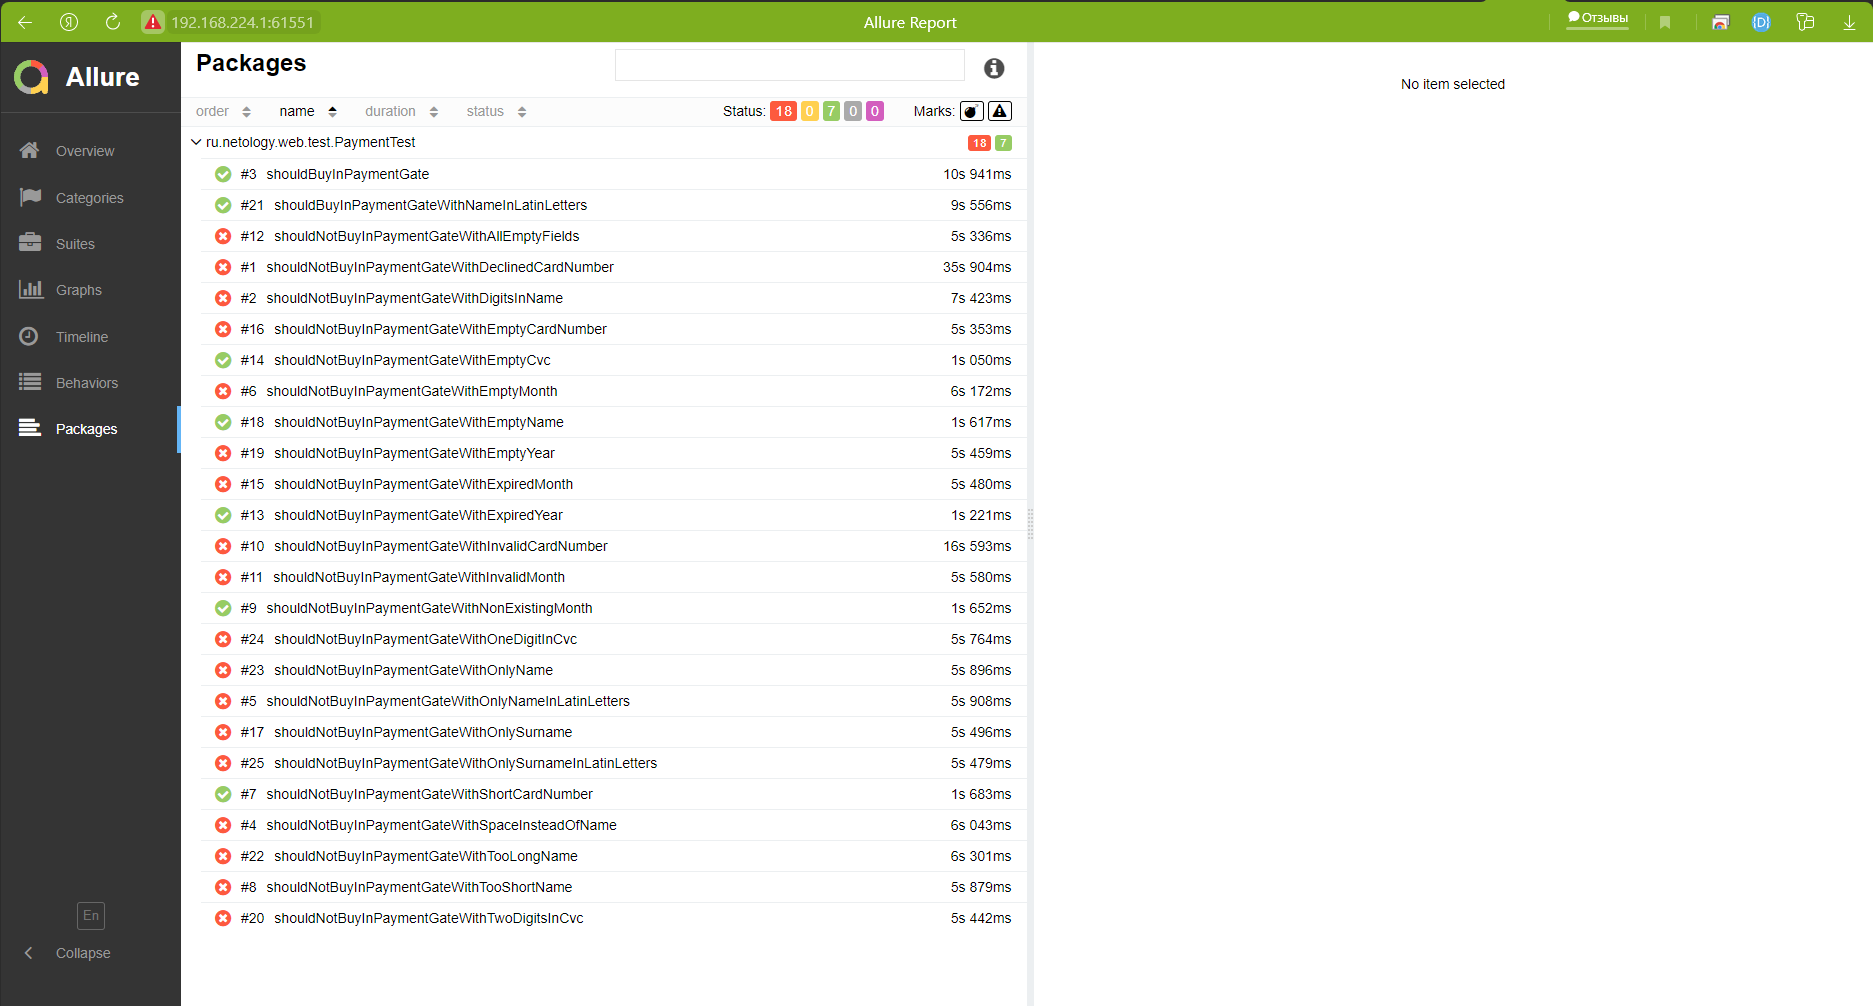 192.168.224.1:61551
Allure Report
Отзывы
Allure
Overview
Categories
Suites
Graphs
Timeline
Behaviors
Packages
En
Collapse
Packages
order name duration status Status: 18 0 7 0 0 Marks:
ru.netology.web.test.PaymentTest 18 7
#3 shouldBuyInPaymentGate 10s 941ms
#21 shouldBuyInPaymentGateWithNameInLatinLetters 9s 556ms
#12 shouldNotBuyInPaymentGateWithAllEmptyFields 5s 336ms
#1 shouldNotBuyInPaymentGateWithDeclinedCardNumber 35s 904ms
#2 shouldNotBuyInPaymentGateWithDigitsInName 7s 423ms
#16 shouldNotBuyInPaymentGateWithEmptyCardNumber 5s 353ms
#14 shouldNotBuyInPaymentGateWithEmptyCvc 1s 050ms
#6 shouldNotBuyInPaymentGateWithEmptyMonth 6s 172ms
#18 shouldNotBuyInPaymentGateWithEmptyName 1s 617ms
#19 shouldNotBuyInPaymentGateWithEmptyYear 5s 459ms
#15 shouldNotBuyInPaymentGateWithExpiredMonth 5s 480ms
#13 shouldNotBuyInPaymentGateWithExpiredYear 1s 221ms
#10 shouldNotBuyInPaymentGateWithInvalidCardNumber 16s 593ms
#11 shouldNotBuyInPaymentGateWithInvalidMonth 5s 580ms
#9 shouldNotBuyInPaymentGateWithNonExistingMonth 1s 652ms
#24 shouldNotBuyInPaymentGateWithOneDigitInCvc 5s 764ms
#23 shouldNotBuyInPaymentGateWithOnlyName 5s 896ms
#5 shouldNotBuyInPaymentGateWithOnlyNameInLatinLetters 5s 908ms
#17 shouldNotBuyInPaymentGateWithOnlySurname 5s 496ms
#25 shouldNotBuyInPaymentGateWithOnlySurnameInLatinLetters 5s 479ms
#7 shouldNotBuyInPaymentGateWithShortCardNumber 1s 683ms
#4 shouldNotBuyInPaymentGateWithSpaceInsteadOfName 6s 043ms
#22 shouldNotBuyInPaymentGateWithTooLongName 6s 301ms
#8 shouldNotBuyInPaymentGateWithTooShortName 5s 879ms
#20 shouldNotBuyInPaymentGateWithTwoDigitsInCvc 5s 442ms
No item selected